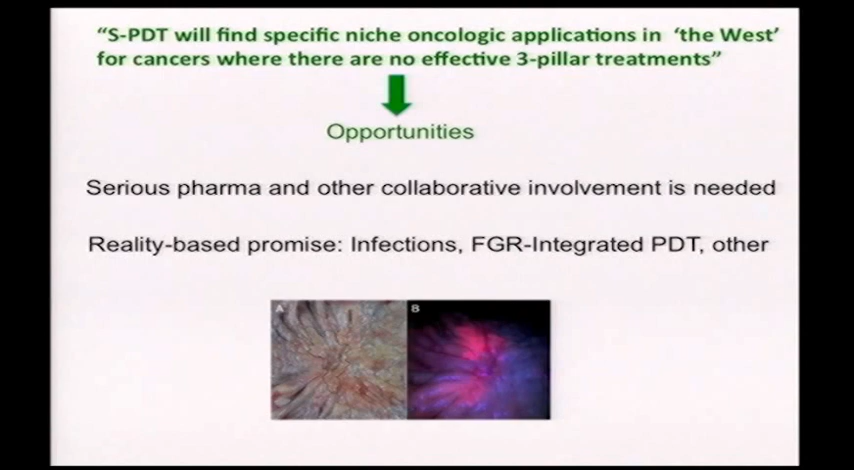 “S-PDT will find specific niche oncologic applications in ‘the West’
for cancers where there are no effective 3-pillar treatments”
Opportunities
Serious pharma and other collaborative involvement is needed
Reality-based promise: Infections, FGR-Integrated PDT, other
A B